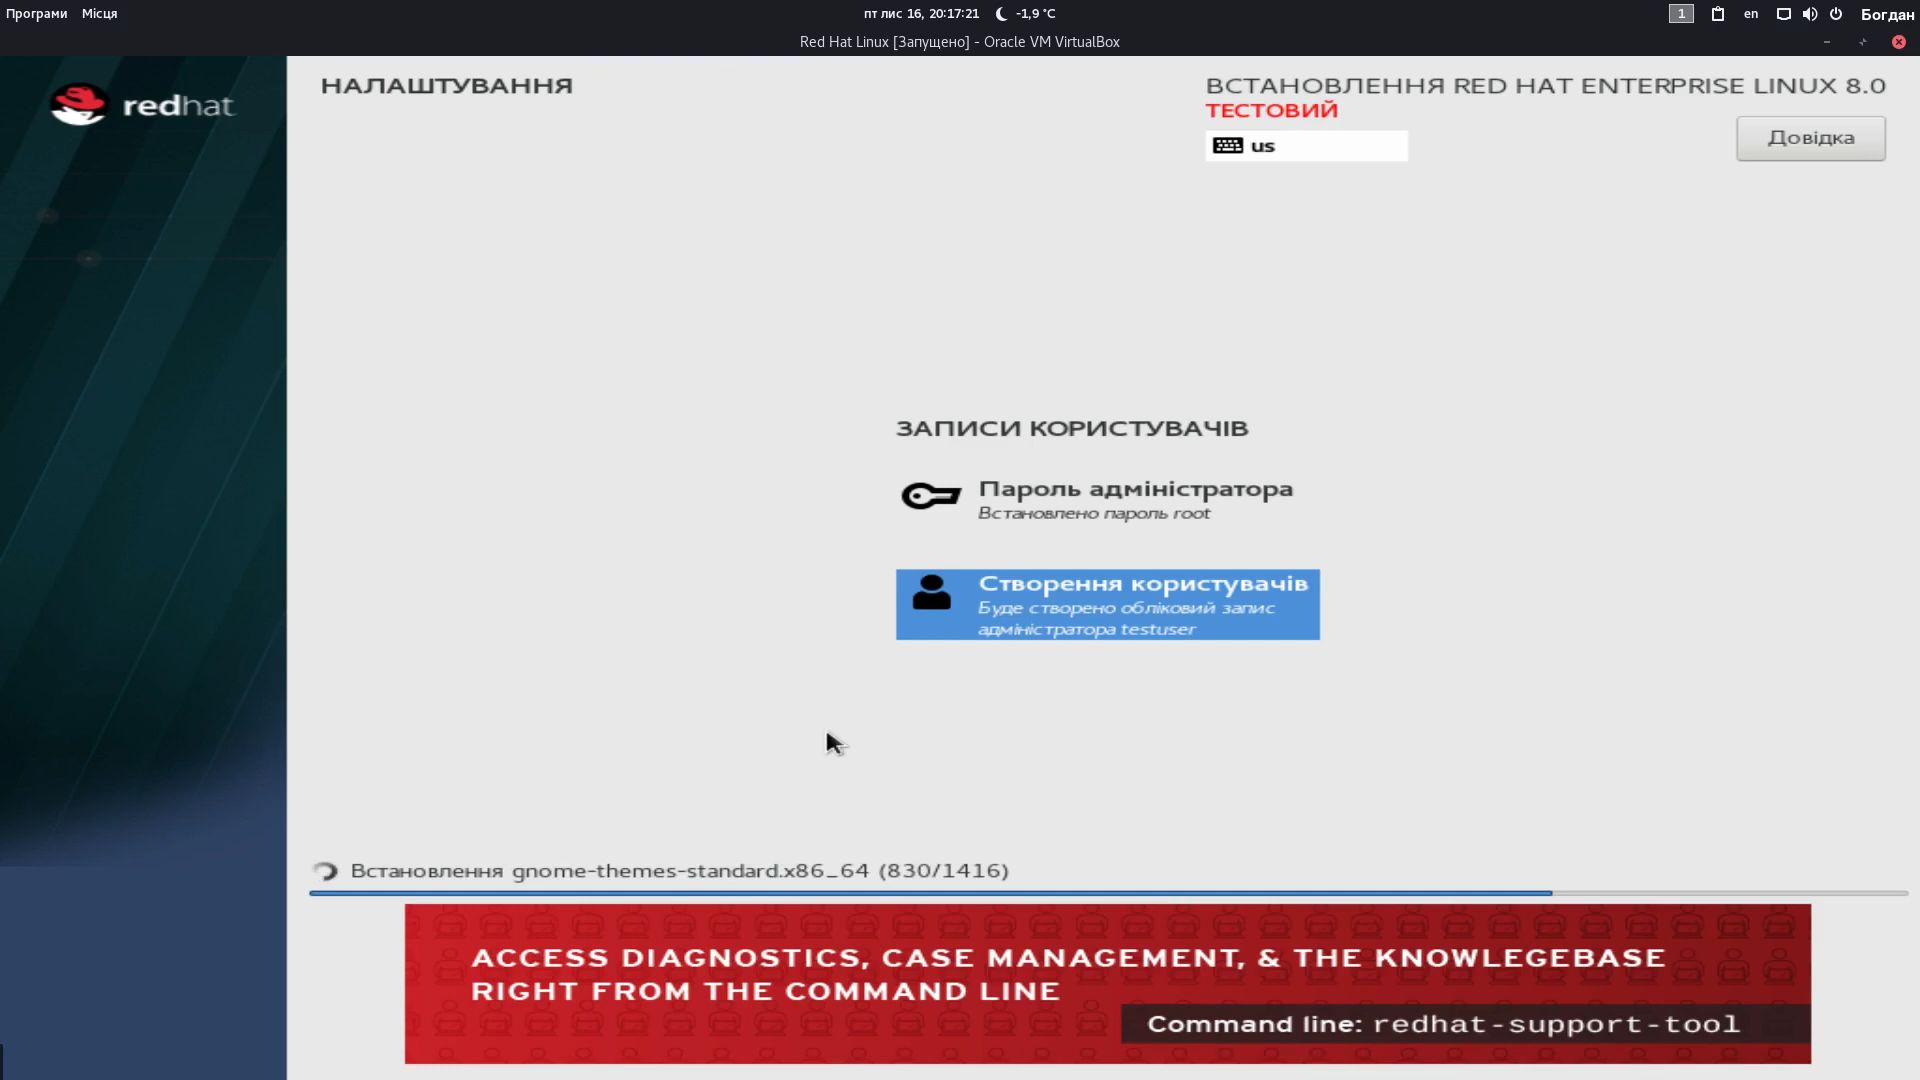 Програми Місця
пт лис 16, 20:17:21 -1,9 °C
1 en Богдан
Red Hat Linux [Запущено] - Oracle VM VirtualBox
redhat
НАЛАШТУВАННЯ
ВСТАНОВЛЕННЯ RED HAT ENTERPRISE LINUX 8.0
ТЕСТОВИЙ
us
Довідка
ЗАПИСИ КОРИСТУВАЧІВ
Пароль адміністратора
Встановлено пароль root
Створення користувачів
Буде створено обліковий запис
адміністратора testuser
Встановлення gnome-themes-standard.x86_64 (830/1416)
ACCESS DIAGNOSTICS, CASE MANAGEMENT, & THE KNOWLEGEBASE
RIGHT FROM THE COMMAND LINE
Command line: redhat-support-tool